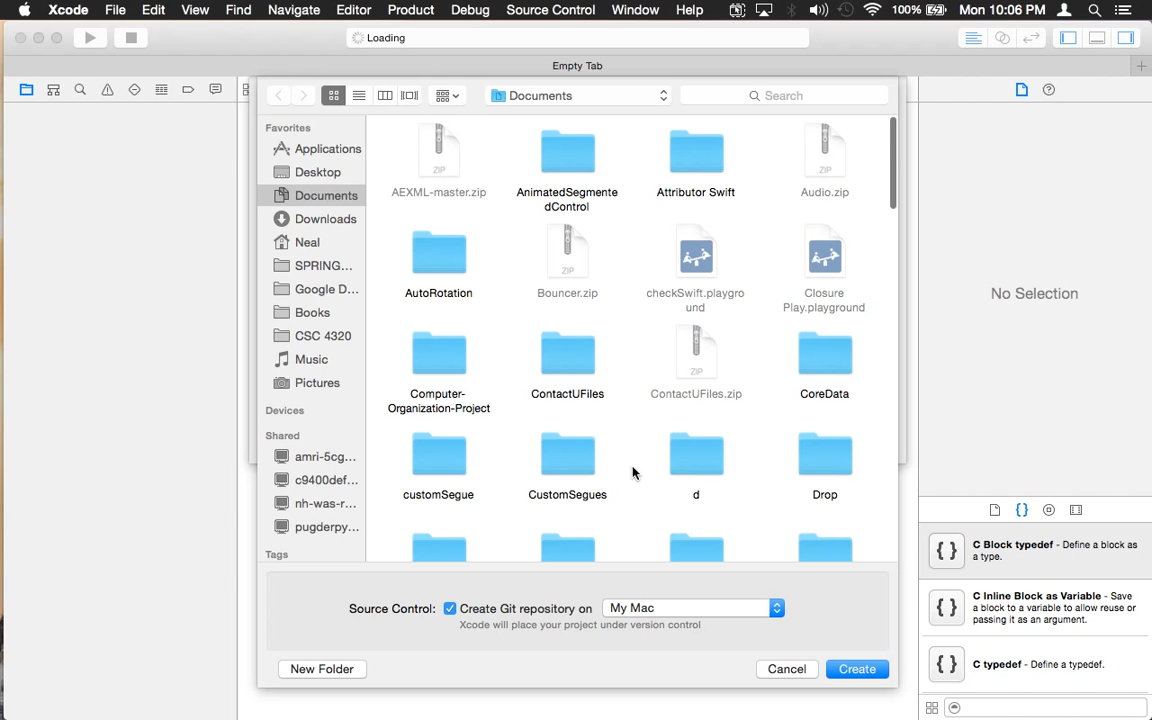 Xcode File Edit View Find Navigate Editor Product Debug Source Control Window Help 100% Mon 10:06 PM
Loading
Empty Tab
Documents
Search
Favorites
Applications
Desktop
Documents
Downloads
Neal
SPRING...
Google D...
Books
CSC 4320
Music
Pictures
Devices
Shared
amri-5cg...
c9400def...
nh-was-r...
pugderpy...
Tags
ZIP
ZIP
AEXML-master.zip
AnimatedSegmente
dControl
Attributor Swift
Audio.zip
ZIP
AutoRotation
Bouncer.zip
checkSwift.playgro
und
Closure
Play.playground
ZIP
Computer-
Organization-Project
ContactUFiles
ContactUFiles.zip
CoreData
customSegue
CustomSegues
d
Drop
Source Control: Create Git repository on My Mac
Xcode will place your project under version control
New Folder
Cancel
Create
No Selection
{ }
{ } C Block typedef - Define a block as
a type.
{ } C Inline Block as Variable - Save
a block to a variable to allow reuse or
passing it as an argument.
{ } C typedef - Define a typedef.